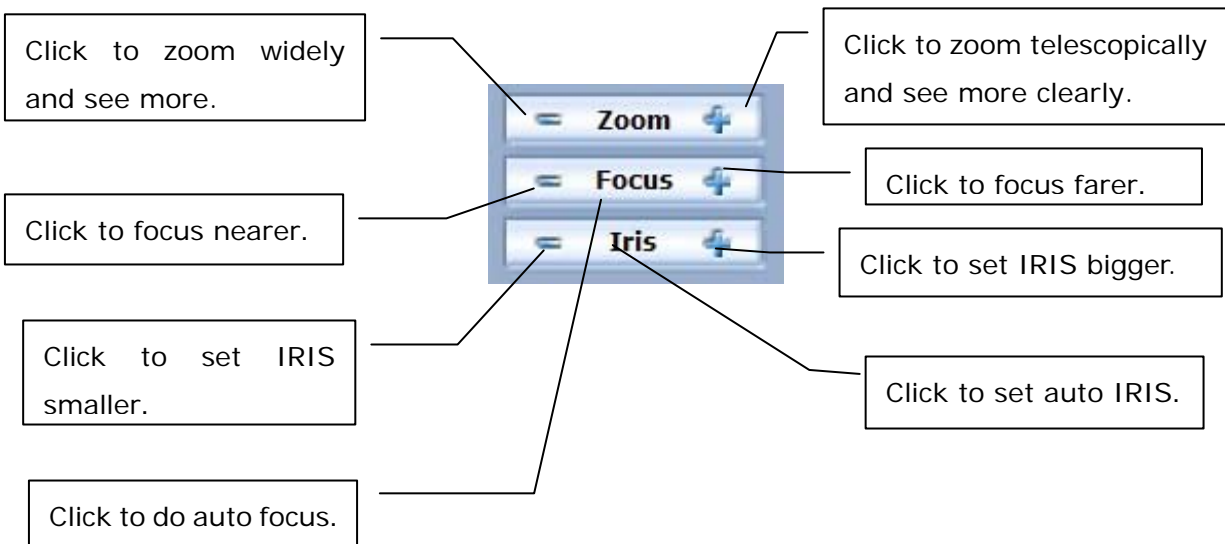 Click to zoom widely
and see more.
Click to zoom telescopically
and see more clearly.
Zoom
Focus
Iris
Click to focus farer.
Click to focus nearer.
Click to set IRIS bigger.
Click to set IRIS
smaller.
Click to set auto IRIS.
Click to do auto focus.